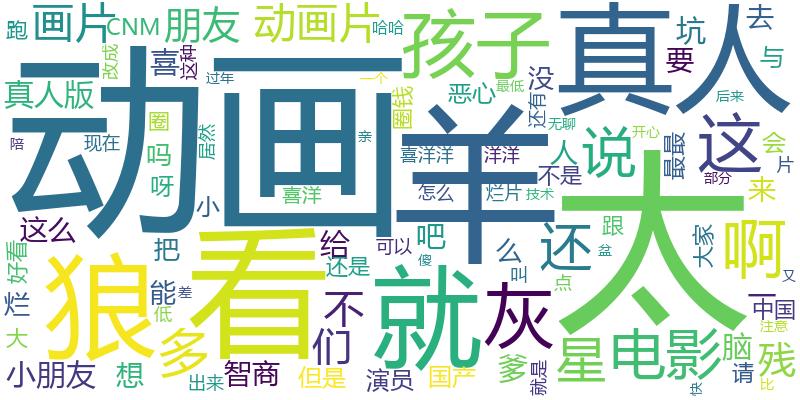 跑
画片
CNM
朋友
动画片
哈哈
孩子
真人
坑
去
与
改成
喜
这种
过年
一个
最低
没
还有
要
真人版
圈
圈钱
恶心
后来
动画
羊
太
陪
现在
吗
居然
亲
喜洋洋
洋洋
无聊
开心
人
说
最最
这
会
片
呀
喜洋
怎么
烂片
技术
不是
部分
来
小
这么
把
给
可以
吧
么
还
跟
大家
啊
好看
狼
看
还是
就
傻
叫
灰
点
盆
又
能
差
多
不
们
星
电影
一
中国
注意
大
低
脑
残
小朋友
想
出来
智商
但是
演员
国产
爹
就是
快
请
比